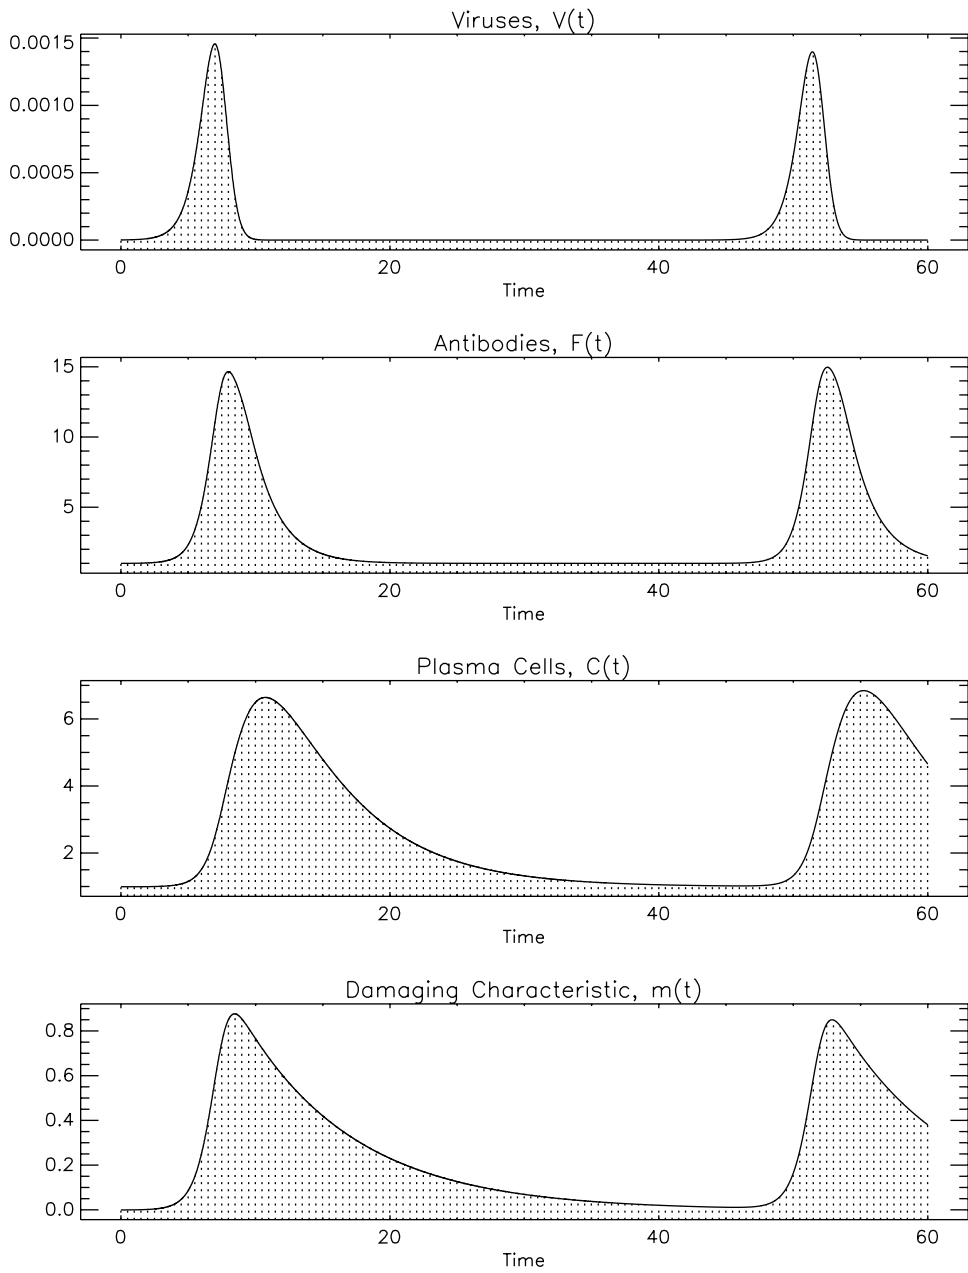 Viruses, V(t)
0.0015
0.0010
0.0005
0.0000
0 20 40 60
Time
Antibodies, F(t)
15
10
5
0 20 40 60
Time
Plasma Cells, C(t)
6
4
2
0 20 40 60
Time
Damaging Characteristic, m(t)
0.8
0.6
0.4
0.2
0.0
0 20 40 60
Time